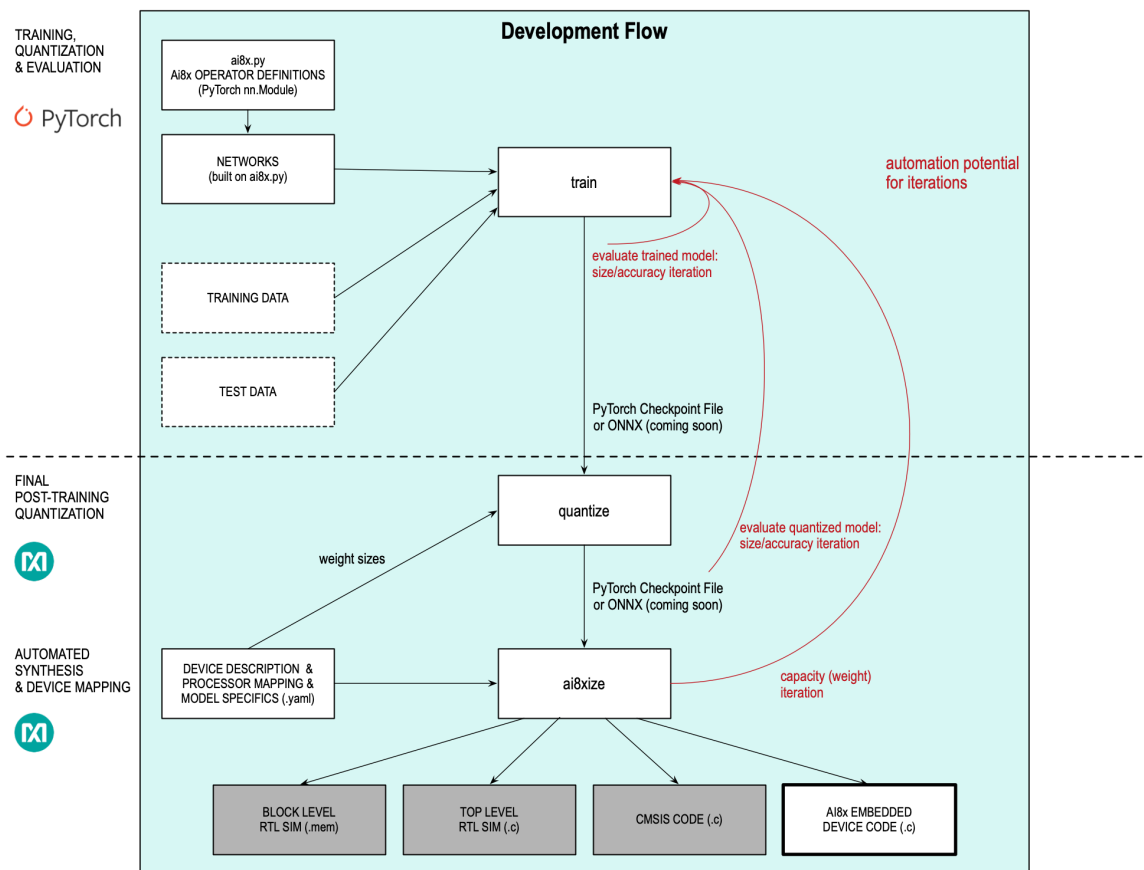 Development Flow
TRAINING,
QUANTIZATION
& EVALUATION
PyTorch
ai8x.py
Ai8x OPERATOR DEFINITIONS
(PyTorch nn.Module)
NETWORKS
(built on ai8x.py)
TRAINING DATA
TEST DATA
train
automation potential
for iterations
evaluate trained model:
size/accuracy iteration
PyTorch Checkpoint File
or ONNX (coming soon)
FINAL
POST-TRAINING
QUANTIZATION
quantize
weight sizes
evaluate quantized model:
size/accuracy iteration
PyTorch Checkpoint File
or ONNX (coming soon)
AUTOMATED
SYNTHESIS
& DEVICE MAPPING
DEVICE DESCRIPTION &
PROCESSOR MAPPING &
MODEL SPECIFICS (.yaml)
ai8xize
capacity (weight)
iteration
BLOCK LEVEL
RTL SIM (.mem)
TOP LEVEL
RTL SIM (.c)
CMSIS CODE (.c)
AI8x EMBEDDED
DEVICE CODE (.c)